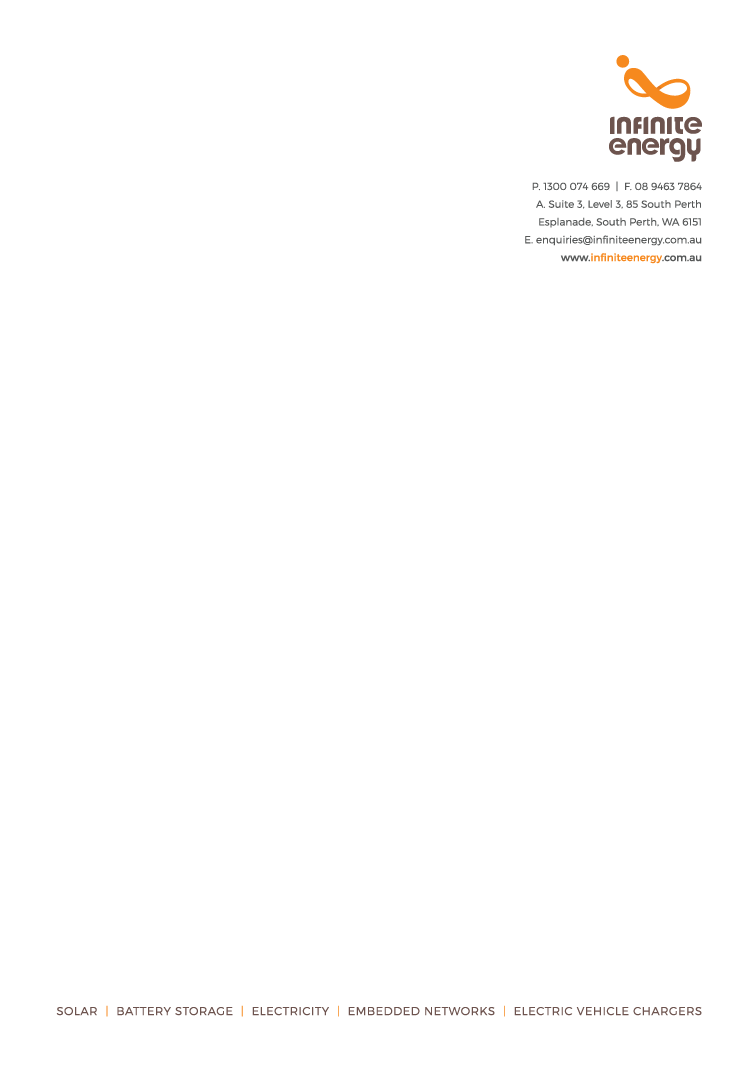 infinite
energy
P. 1300 074 669 | F. 08 9463 7864
A. Suite 3, Level 3, 85 South Perth
Esplanade, South Perth, WA 6151
E. enquiries@infiniteenergy.com.au
www.infiniteenergy.com.au
SOLAR | BATTERY STORAGE | ELECTRICITY | EMBEDDED NETWORKS | ELECTRIC VEHICLE CHARGERS